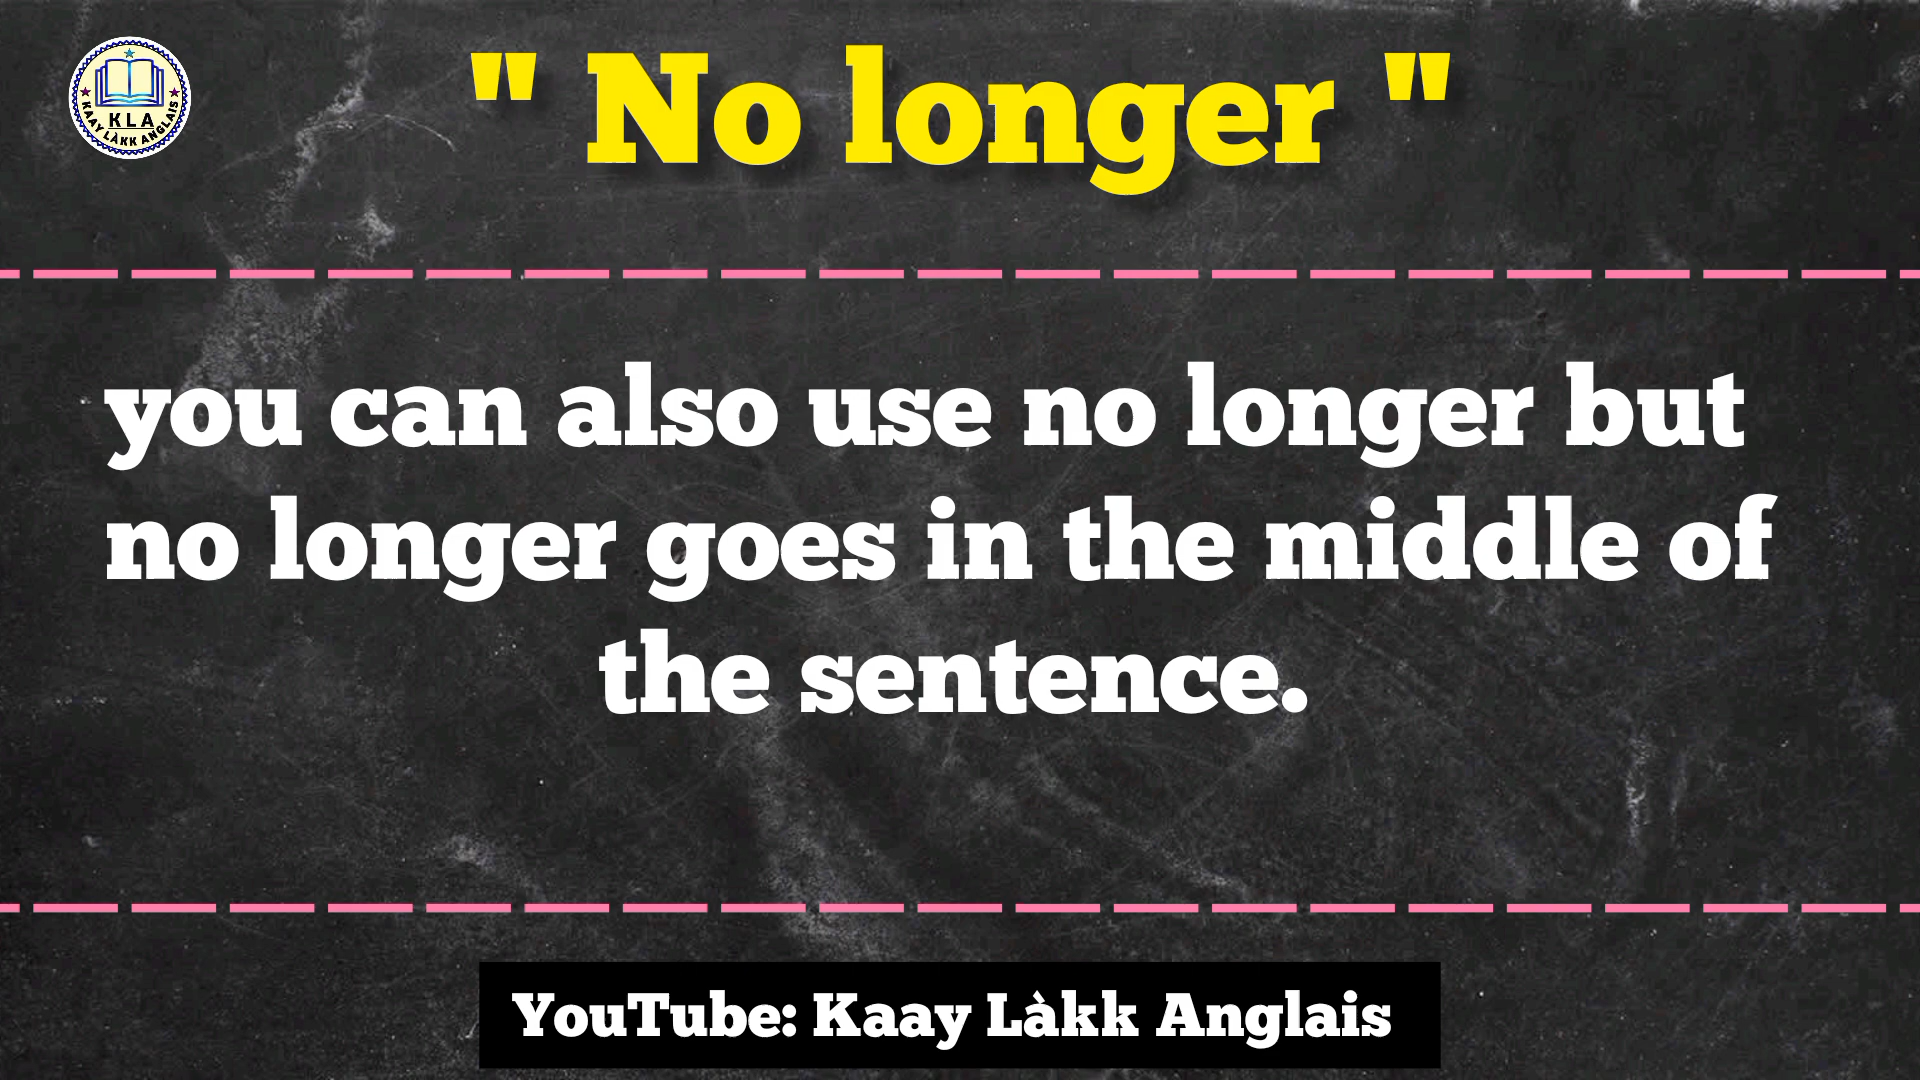 " No longer "
KLA
KAAY LÀKK ANGLAIS
you can also use no longer but
no longer goes in the middle of
the sentence.
YouTube: Kaay Làkk Anglais